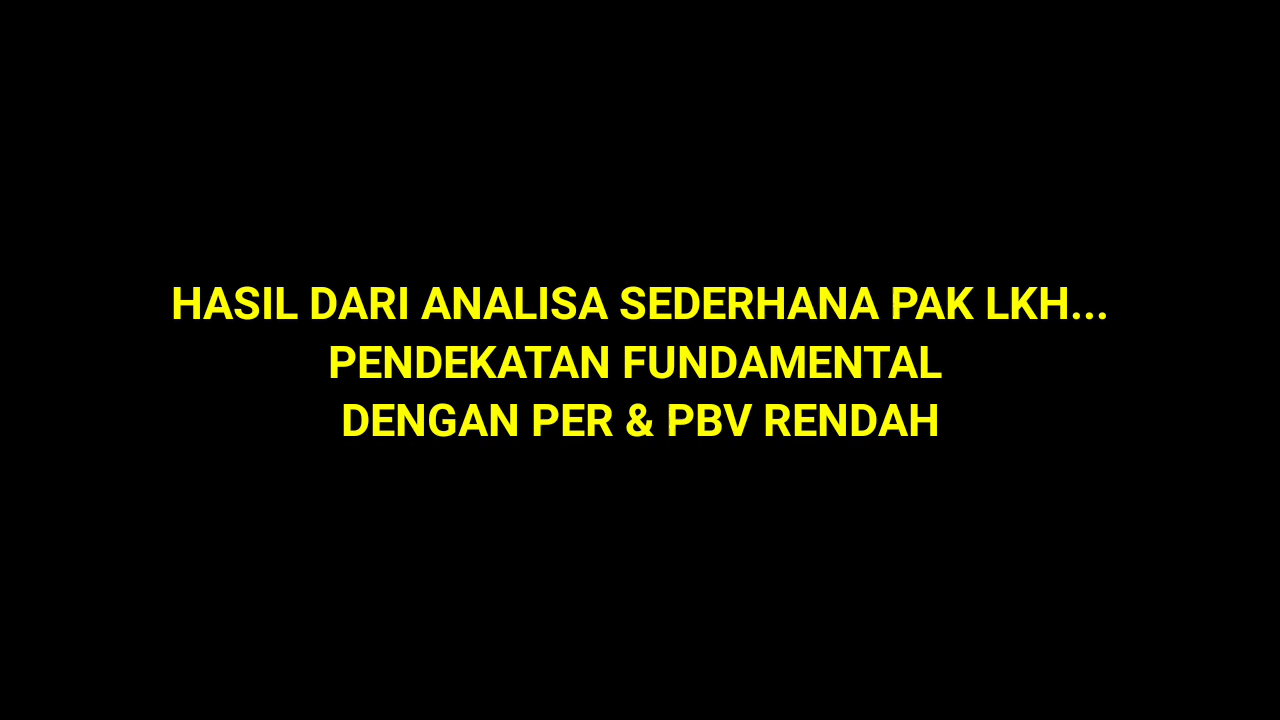 HASIL DARI ANALISA SEDERHANA PAK LKH...
PENDEKATAN FUNDAMENTAL
DENGAN PER & PBV RENDAH